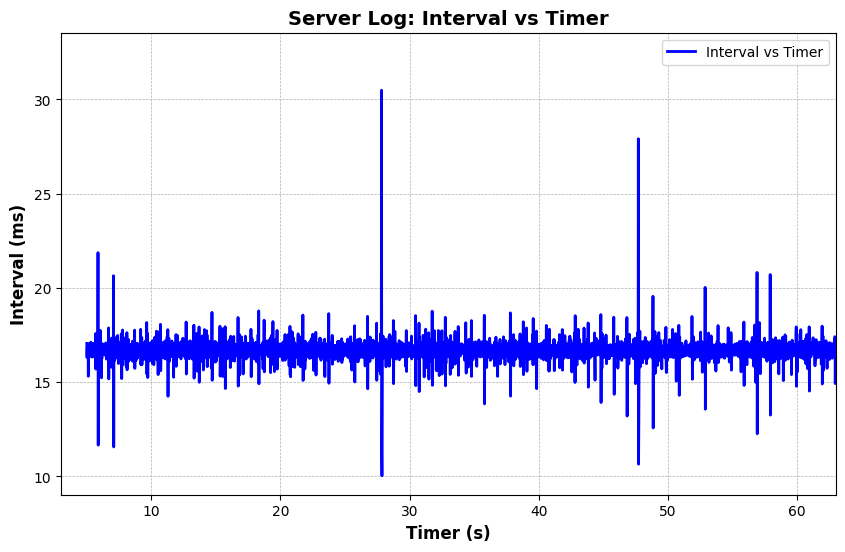 Server Log: Interval vs Timer
Interval vs Timer
30
25
20
15
10
Interval (ms)
10 20 30 40 50 60
Timer (s)